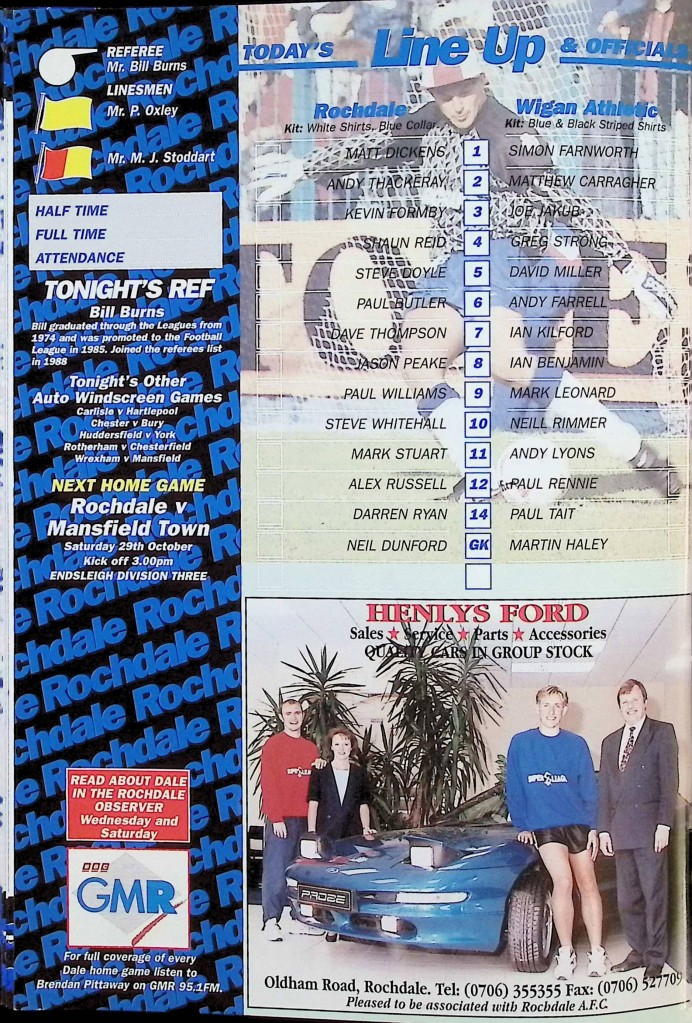 REFEREE
Mr. Bill Burns
LINESMEN
Mr. P. Oxley
Mr. M. J. Stoddart
HALF TIME
FULL TIME
ATTENDANCE
TONIGHT'S REF
Bill Burns
Bill graduated through the Leagues from
1974 and was promoted to the Football
League in 1985. Joined the referees list
in 1988
Tonight's Other
Auto Windscreen Games
Carlisle v Hartlepool
Chester v Bury
Huddersfield v York
Rotherham v Chesterfield
Wrexham v Mansfield
NEXT HOME GAME
Rochdale v
Mansfield Town
Saturday 29th October
Kick off 3.00pm
ENDSLEIGH DIVISION THREE
READ ABOUT DALE
IN THE ROCHDALE
OBSERVER
Wednesday and
Saturday
BBC
GMR
For full coverage of every
Dale home game listen to
Brendan Pittaway on GMR 95.1FM.
TODAY'S Line Up & OFFICIALS
Rochdale
Kit: White Shirts, Blue Collar
Wigan Athletic
Kit: Blue & Black Striped Shirts
MATT DICKENS 1 SIMON FARNWORTH
ANDY THACKERAY 2 MATTHEW CARRAGHER
KEVIN FORMBY 3 JOE JAKUB
SHAUN REID 4 GREG STRONG
STEVE DOYLE 5 DAVID MILLER
PAUL BUTLER 6 ANDY FARRELL
DAVE THOMPSON 7 IAN KILFORD
JASON PEAKE 8 IAN BENJAMIN
PAUL WILLIAMS 9 MARK LEONARD
STEVE WHITEHALL 10 NEILL RIMMER
MARK STUART 11 ANDY LYONS
ALEX RUSSELL 12 PAUL RENNIE
DARREN RYAN 14 PAUL TAIT
NEIL DUNFORD GK MARTIN HALEY
HENLYS FORD
Sales ★ Service ★ Parts ★ Accessories
QUALITY CARS IN GROUP STOCK
SUPER LEAGUE
SUPER LEAGUE
PROBE
Oldham Road, Rochdale. Tel: (0706) 355355 Fax: (0706) 527709
Pleased to be associated with Rochdale A.F.C.